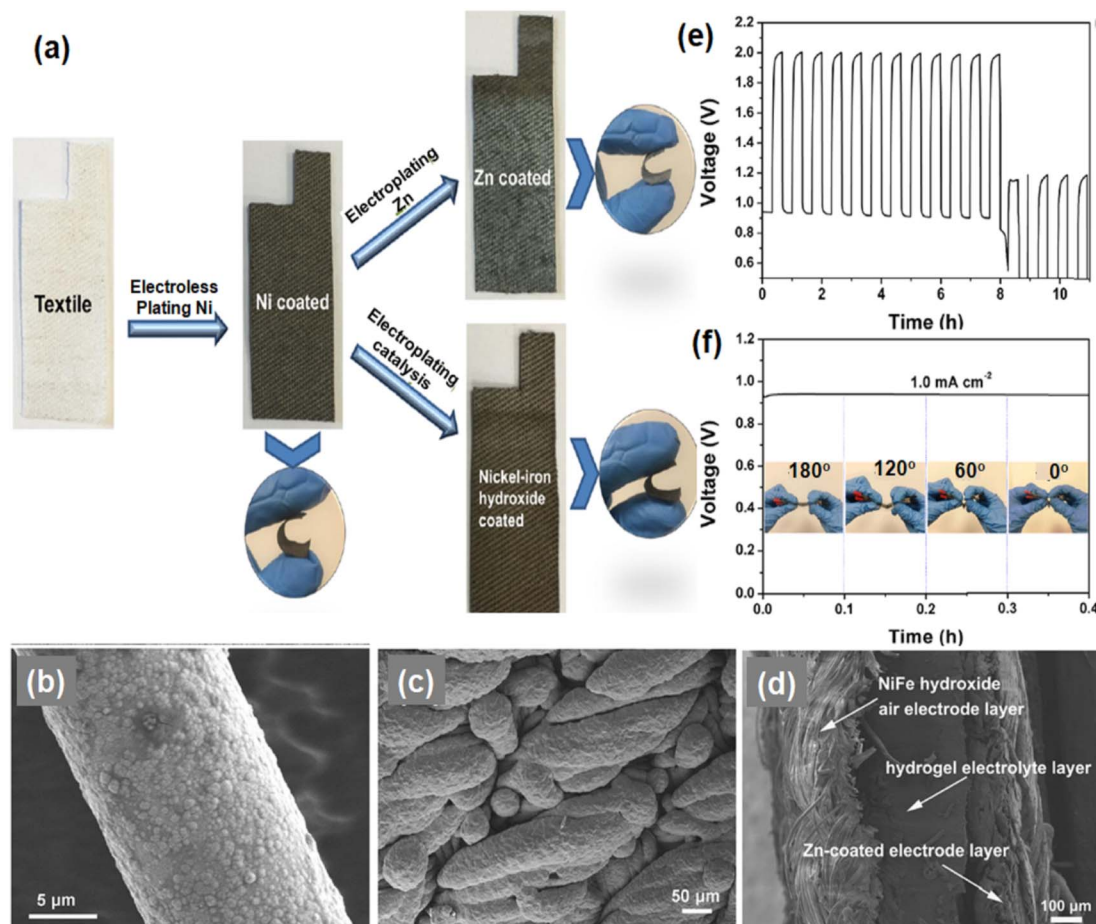 (a)
Textile
Electroless
Plating Ni
Ni coated
Electroplating
Zn
Zn coated
Electroplating
catalysis
Nickel-iron
hydroxide
coated
(e)
Voltage (V)
2.2
2.0
1.8
1.6
1.4
1.2
1.0
0.8
0.6
0 2 4 6 8 10
Time (h)
(f)
Voltage (V)
1.2
1.0
0.8
0.6
0.4
0.2
0.0
1.0 mA cm⁻²
180° 120° 60° 0°
0.0 0.1 0.2 0.3 0.4
Time (h)
(b)
5 µm
(c)
50 µm
(d)
NiFe hydroxide
air electrode layer
hydrogel electrolyte layer
Zn-coated electrode layer
100 µm